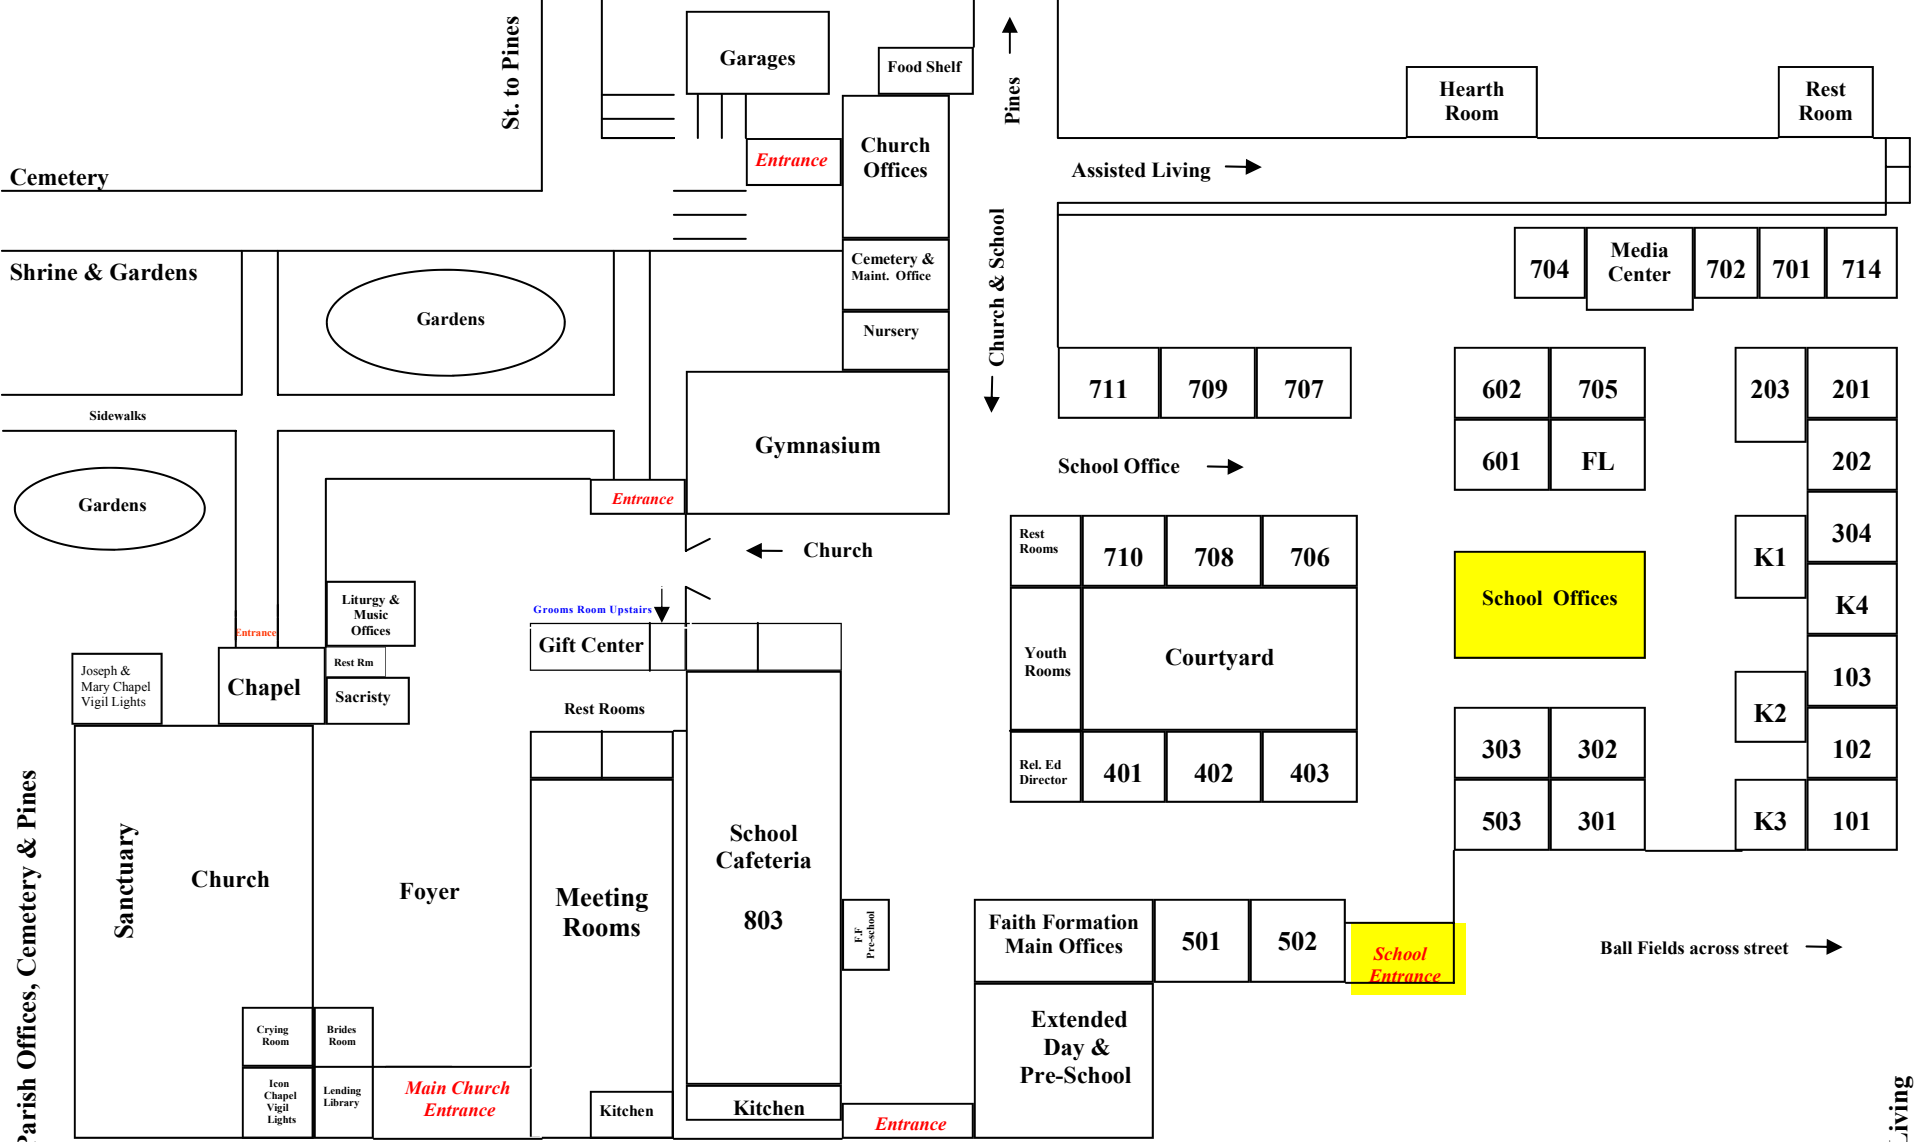 St. to Pines
Garages
Food Shelf
Pines
Hearth
Room
Rest
Room
Entrance
Church
Offices
Assisted Living
Cemetery
Church & School
Shrine & Gardens
Gardens
Cemetery &
Maint. Office
Nursery
704
Media
Center
702
701
714
711
709
707
602
705
203
201
Sidewalks
Gymnasium
School Office
601
FL
202
Gardens
Entrance
Church
Rest
Rooms
710
708
706
K1
304
School Offices
K4
Liturgy &
Music
Offices
Grooms Room Upstairs
Entrance
Gift Center
Joseph &
Mary Chapel
Vigil Lights
Chapel
Rest Rm
Sacristy
Rest Rooms
Youth
Rooms
Courtyard
103
K2
303
302
102
Rel. Ed
Director
401
402
403
503
301
K3
101
Parish Offices, Cemetery & Pines
Sanctuary
Church
Foyer
Meeting
Rooms
School
Cafeteria
803
F.F
Pre-school
Faith Formation
Main Offices
501
502
School
Entrance
Ball Fields across street
Crying
Room
Brides
Room
Extended
Day &
Pre-School
Icon
Chapel
Vigil
Lights
Lending
Library
Main Church
Entrance
Kitchen
Kitchen
Entrance
Living